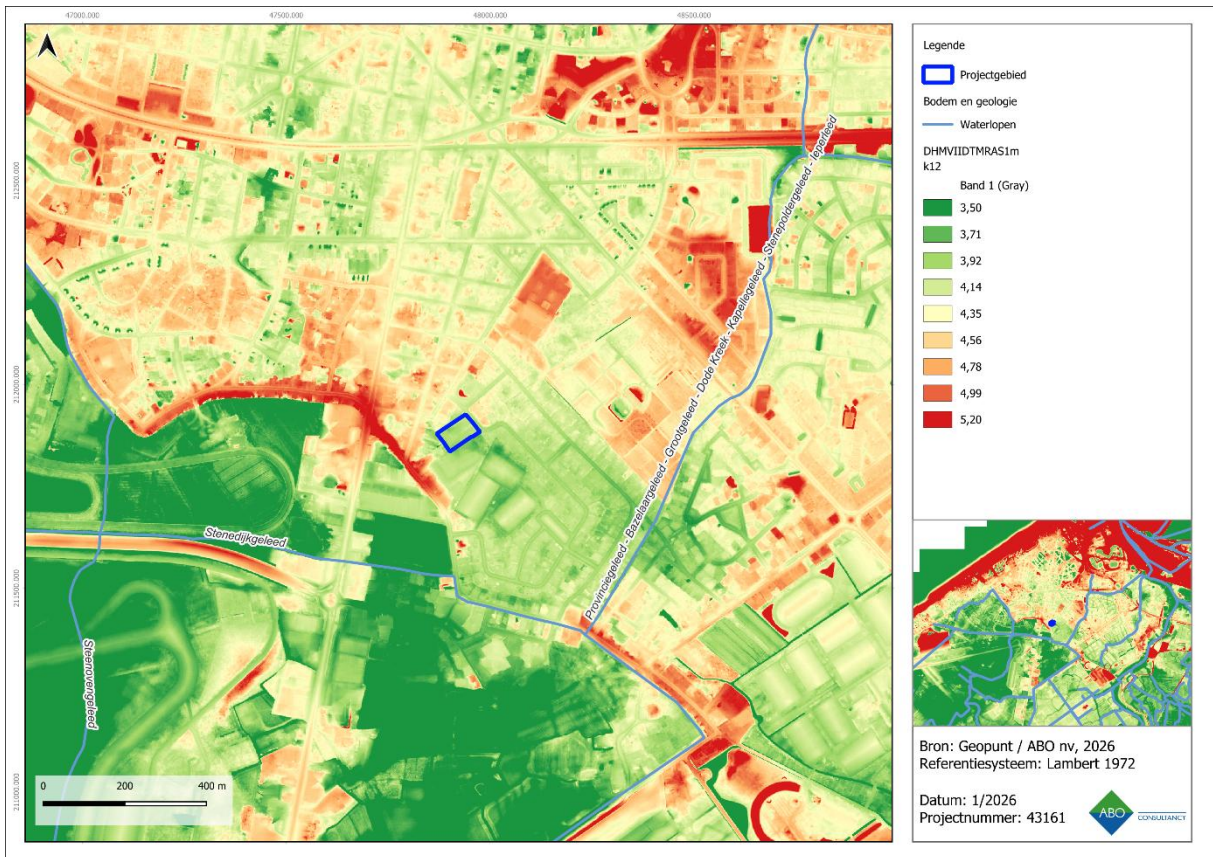 47000.000
47500.000
48000.000
48500.000
212500.000
212000.000
211500.000
211000.000
Provinciegeleed - Bazelaargeleed - Grootgeleed - Dode Kreek - Kapellegeleed - Stenepoldergeleed - Ieperleed
Stenedijkgeleed
Steenovengeleed
0 200 400 m
Legende
Projectgebied
Bodem en geologie
Waterlopen
DHMVIIDTMRAS1m
k12
Band 1 (Gray)
3,50
3,71
3,92
4,14
4,35
4,56
4,78
4,99
5,20
Bron: Geopunt / ABO nv, 2026
Referentiesysteem: Lambert 1972
Datum: 1/2026
Projectnummer: 43161
ABO
CONSULTANCY